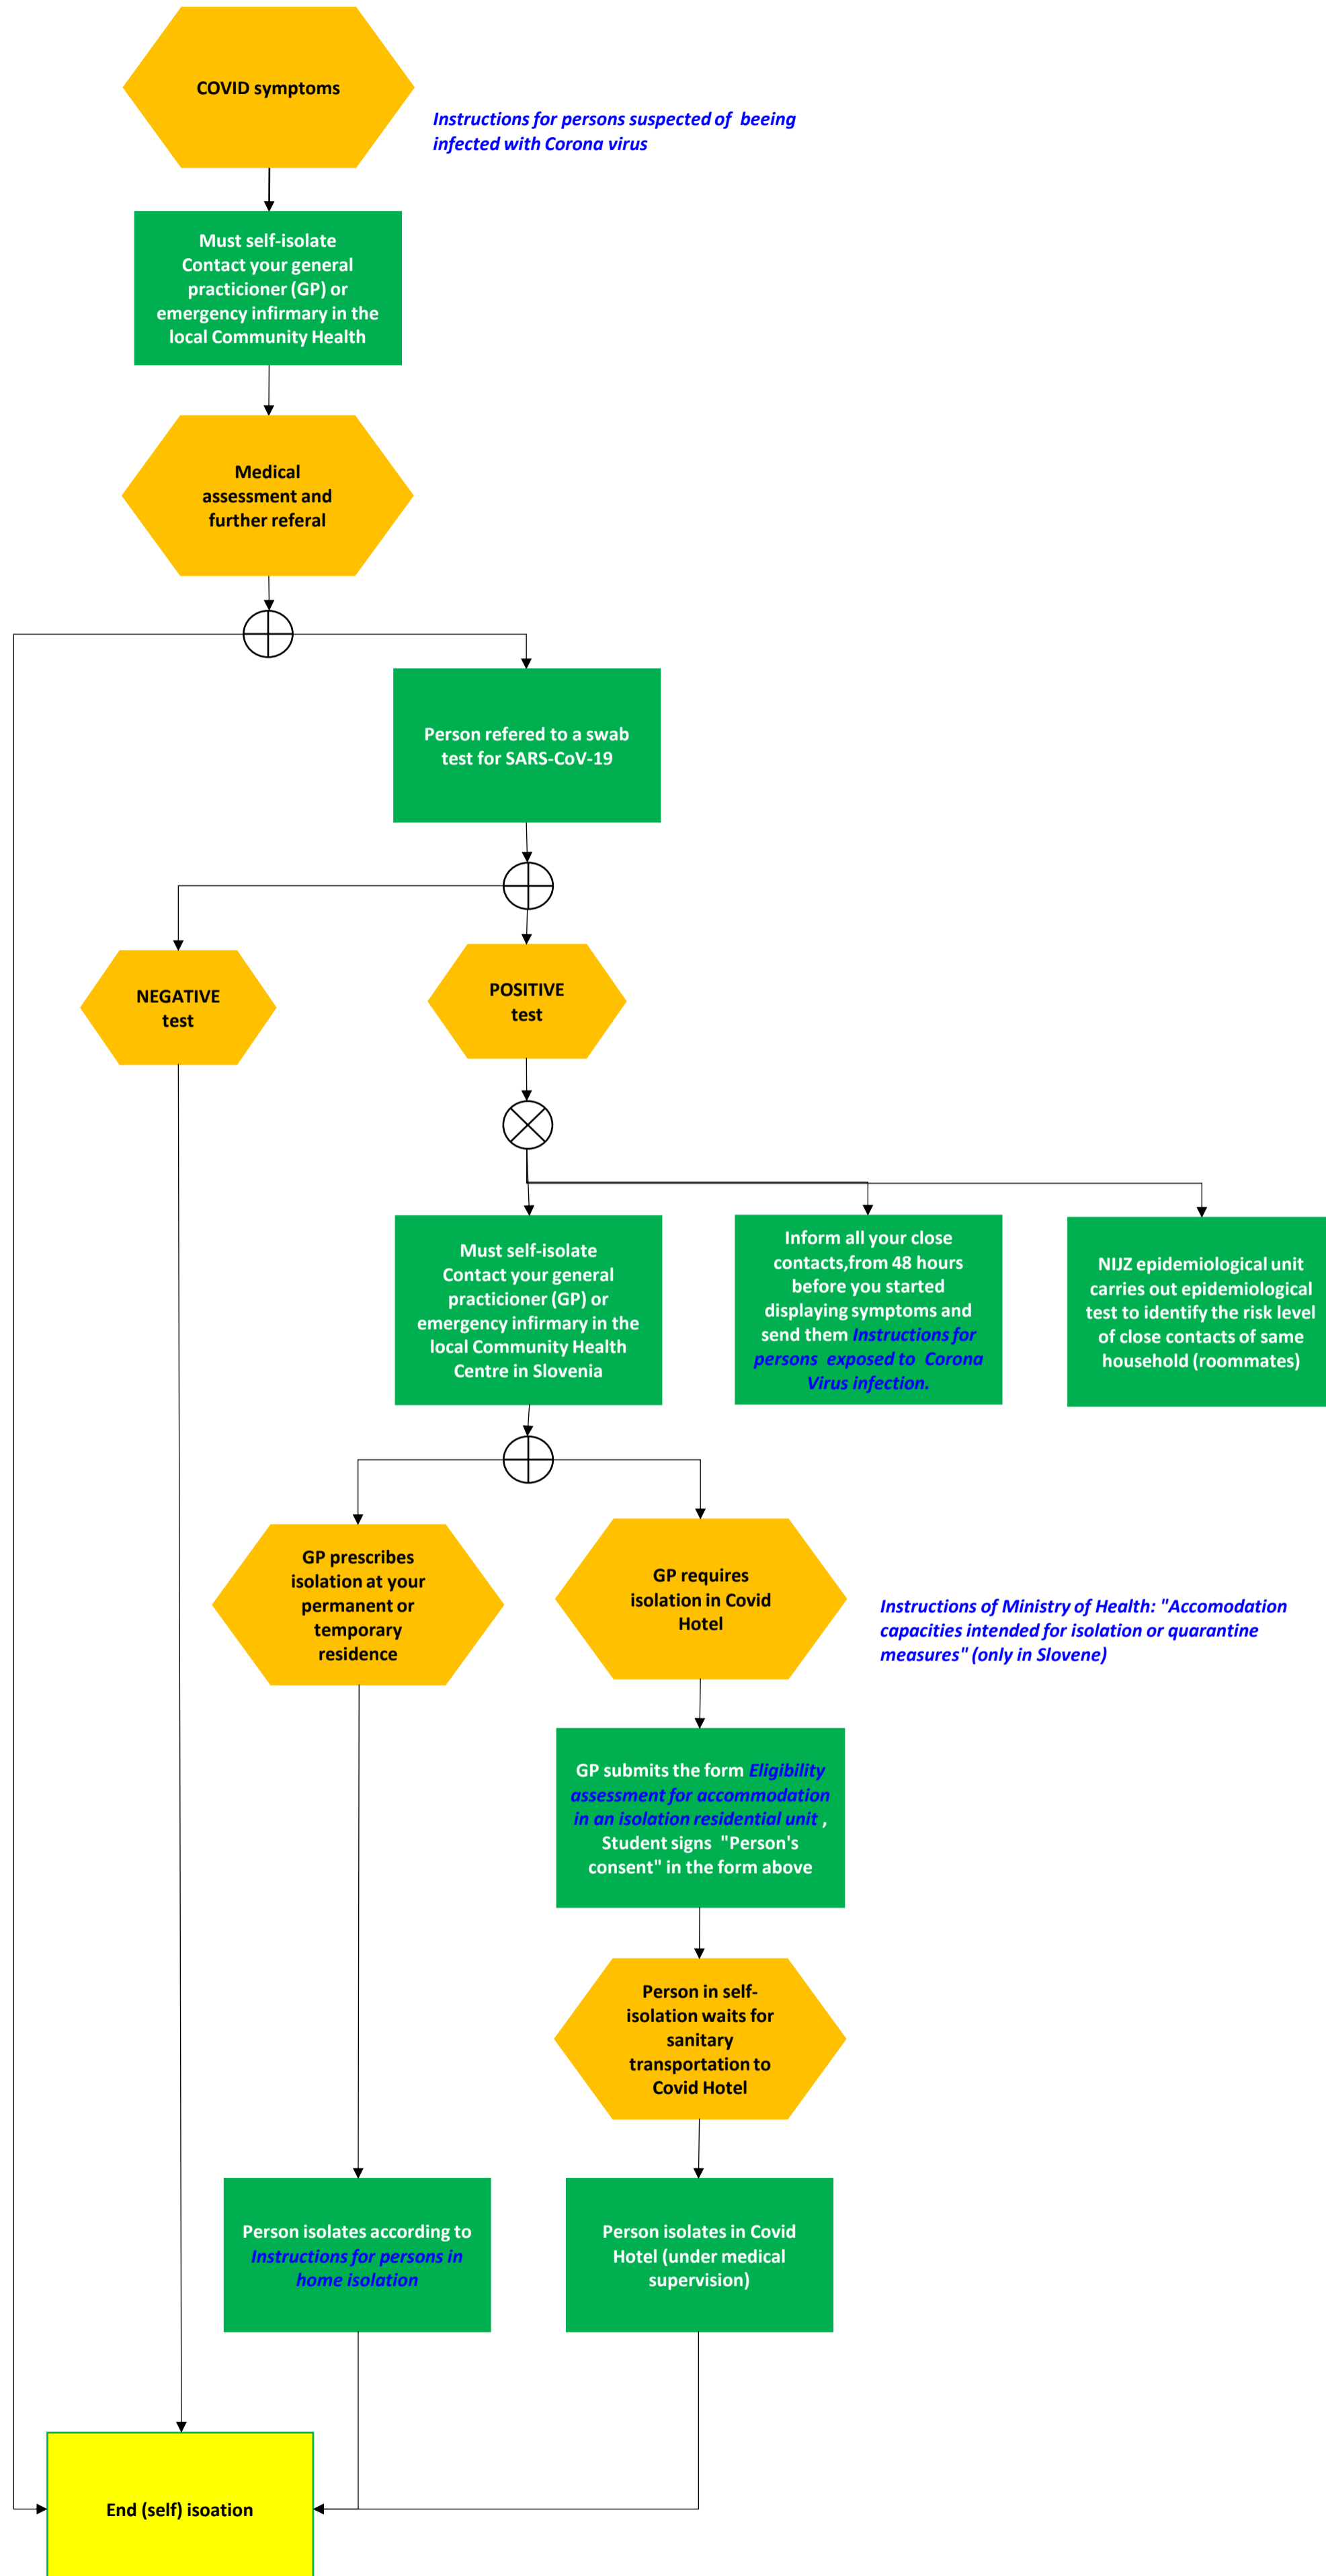 COVID symptoms
Instructions for persons suspected of  beeing
infected with Corona virus
Must self-isolate
Contact your general
practicioner (GP) or
emergency infirmary in the
local Community Health
Medical
assessment and
further referal
Person refered to a swab
test for SARS-CoV-19
NEGATIVE
test
POSITIVE
test
Must self-isolate
Contact your general
practicioner (GP) or
emergency infirmary in the
local Community Health
Centre in Slovenia
Inform all your close
contacts,from 48 hours
before you started
displaying symptoms and
send them Instructions for
persons  exposed to  Corona
Virus infection.
NIJZ epidemiological unit
carries out epidemiological
test to identify the risk level
of close contacts of same
household (roommates)
GP prescribes
isolation at your
permanent or
temporary
residence
GP requires
isolation in Covid
Hotel
Instructions of Ministry of Health: "Accomodation
capacities intended for isolation or quarantine
measures" (only in Slovene)
GP submits the form Eligibility
assessment for accommodation
in an isolation residential unit ,
Student signs  "Person's
consent" in the form above
Person in self-
isolation waits for
sanitary
transportation to
Covid Hotel
Person isolates according to
Instructions for persons in
home isolation
Person isolates in Covid
Hotel (under medical
supervision)
End (self) isoation